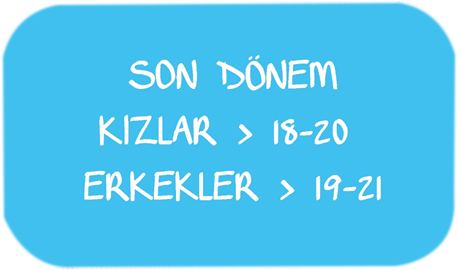 SON DÖNEM
KIZLAR > 18-20
ERKEKLER > 19-21